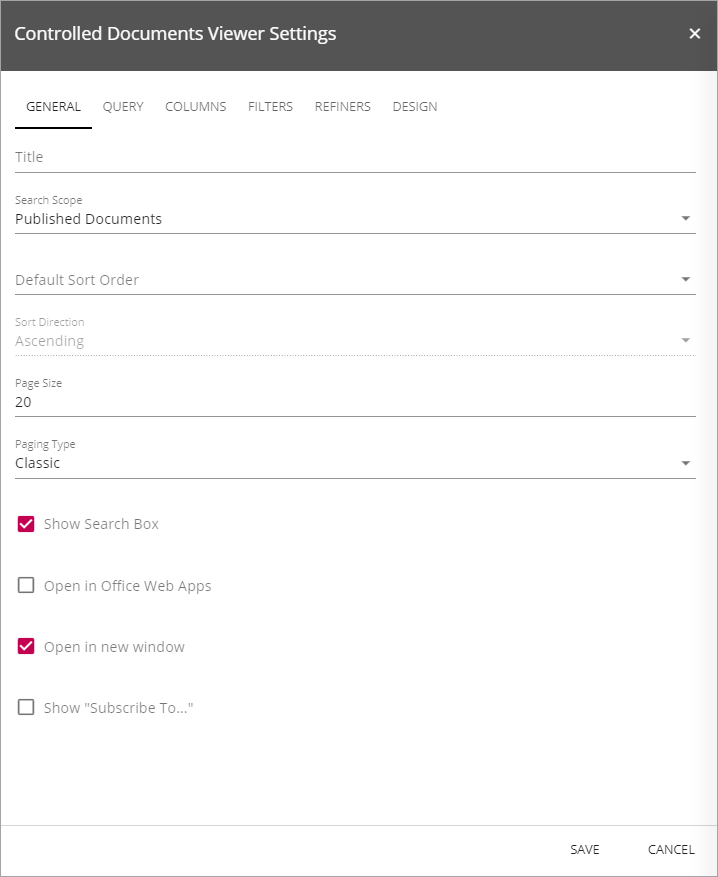 Controlled Documents Viewer Settings
GENERAL QUERY COLUMNS FILTERS REFINERS DESIGN
Title
Search Scope
Published Documents
Default Sort Order
Sort Direction
Ascending
Page Size
20
Paging Type
Classic
Show Search Box
Open in Office Web Apps
Open in new window
Show "Subscribe To..."
SAVE CANCEL